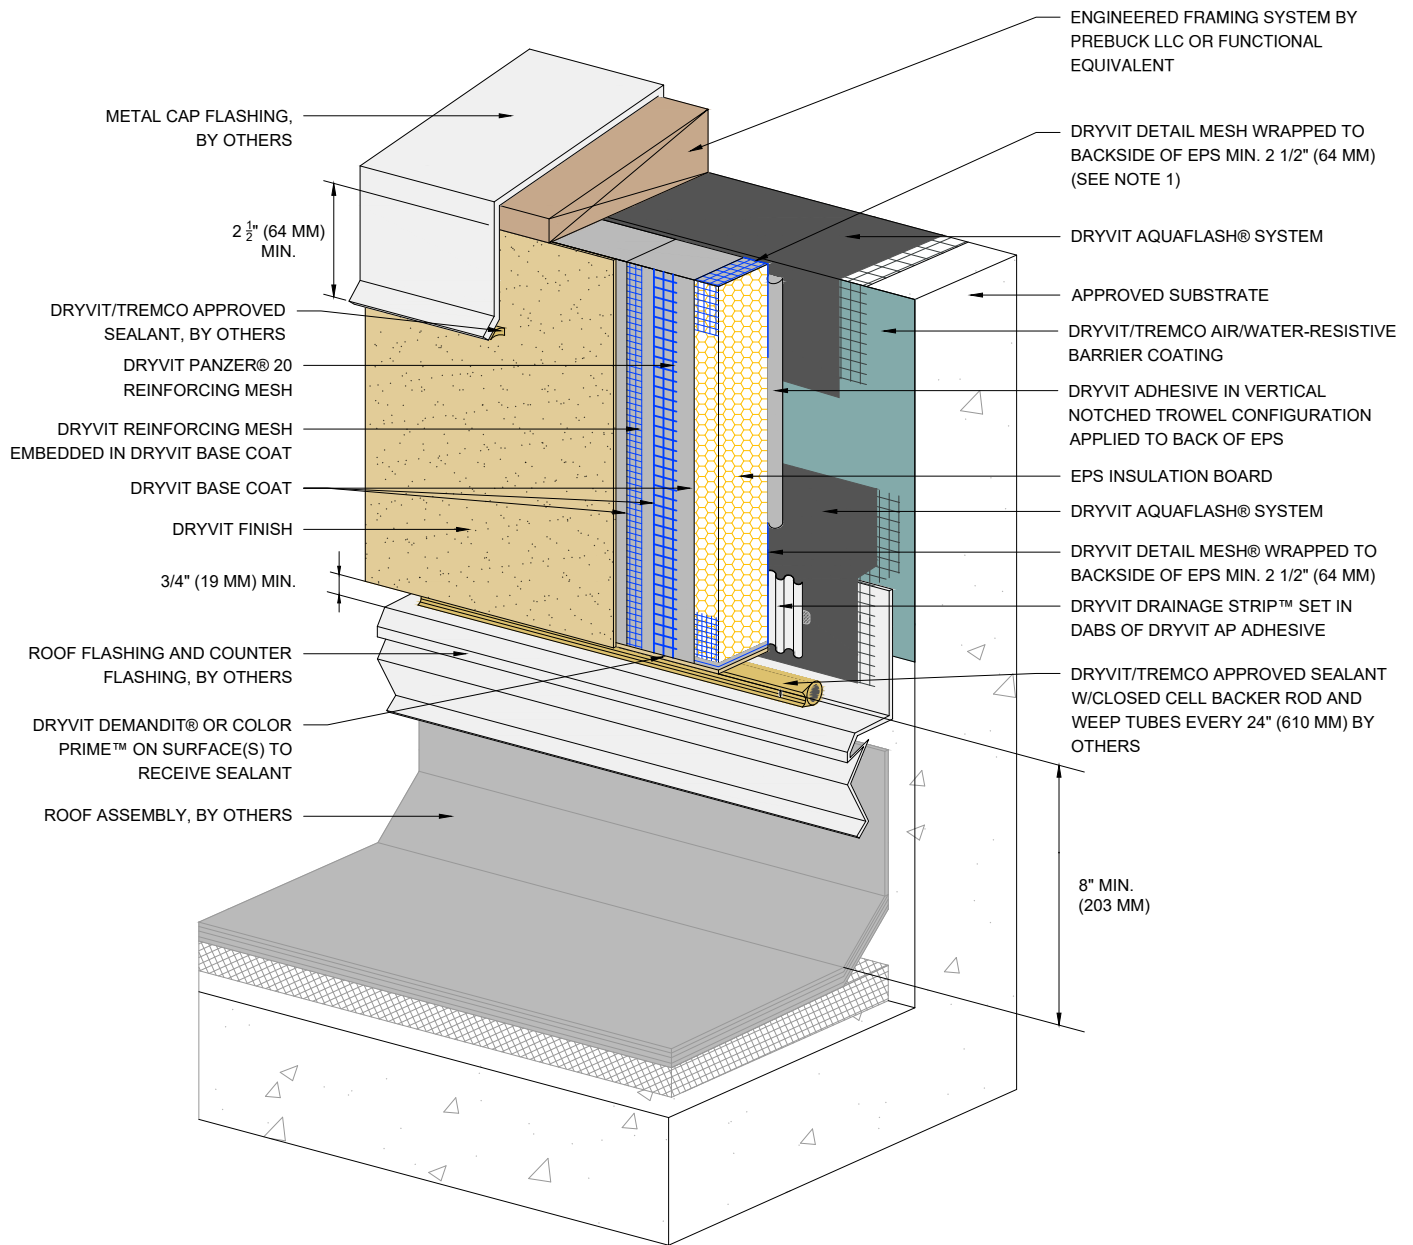 METAL CAP FLASHING,
BY OTHERS
2 1/2" (64 MM)
MIN.
DRYVIT/TREMCO APPROVED
SEALANT, BY OTHERS
DRYVIT PANZER® 20
REINFORCING MESH
DRYVIT REINFORCING MESH
EMBEDDED IN DRYVIT BASE COAT
DRYVIT BASE COAT
DRYVIT FINISH
3/4" (19 MM) MIN.
ROOF FLASHING AND COUNTER
FLASHING, BY OTHERS
DRYVIT DEMANDIT® OR COLOR
PRIME™ ON SURFACE(S) TO
RECEIVE SEALANT
ROOF ASSEMBLY, BY OTHERS
ENGINEERED FRAMING SYSTEM BY
PREBUCK LLC OR FUNCTIONAL
EQUIVALENT
DRYVIT DETAIL MESH WRAPPED TO
BACKSIDE OF EPS MIN. 2 1/2" (64 MM)
(SEE NOTE 1)
DRYVIT AQUAFLASH® SYSTEM
APPROVED SUBSTRATE
DRYVIT/TREMCO AIR/WATER-RESISTIVE
BARRIER COATING
DRYVIT ADHESIVE IN VERTICAL
NOTCHED TROWEL CONFIGURATION
APPLIED TO BACK OF EPS
EPS INSULATION BOARD
DRYVIT AQUAFLASH® SYSTEM
DRYVIT DETAIL MESH® WRAPPED TO
BACKSIDE OF EPS MIN. 2 1/2" (64 MM)
DRYVIT DRAINAGE STRIP™ SET IN
DABS OF DRYVIT AP ADHESIVE
DRYVIT/TREMCO APPROVED SEALANT
W/CLOSED CELL BACKER ROD AND
WEEP TUBES EVERY 24" (610 MM) BY
OTHERS
8" MIN.
(203 MM)